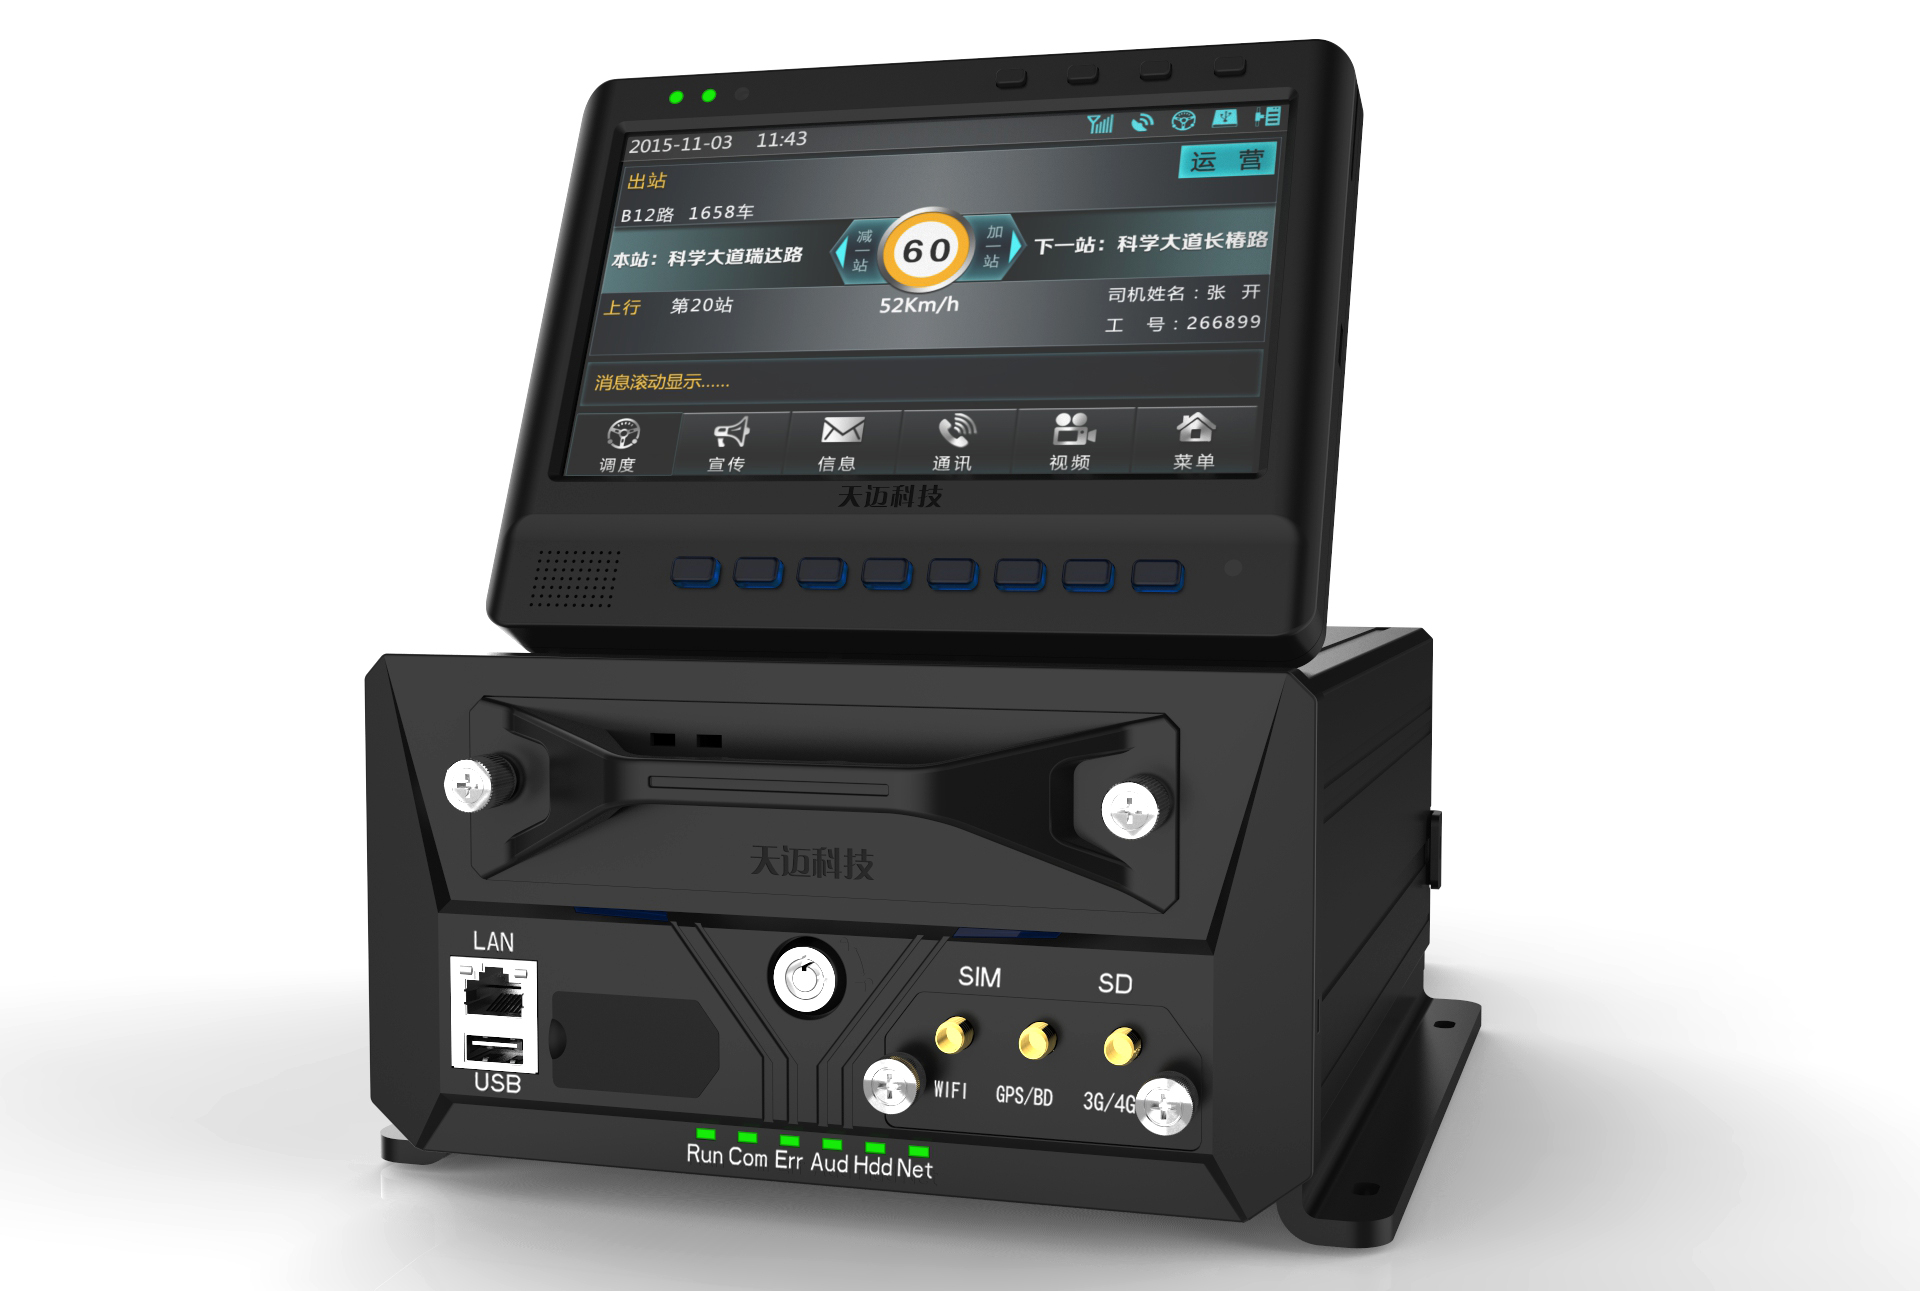 2015-11-03 11:43
出站
运 营
B12路 1658车
本站：科学大道瑞达路
减一站
60
加一站
下一站：科学大道长椿路
上行 第20站
52Km/h
司机姓名：张 开
工 号：266899
消息滚动显示......
调度 宣传 信息 通讯 视频 菜单
天迈科技
天迈科技
LAN
USB
SIM SD
WIFI GPS/BD 3G/4G
Run Com Err Aud Hdd Net